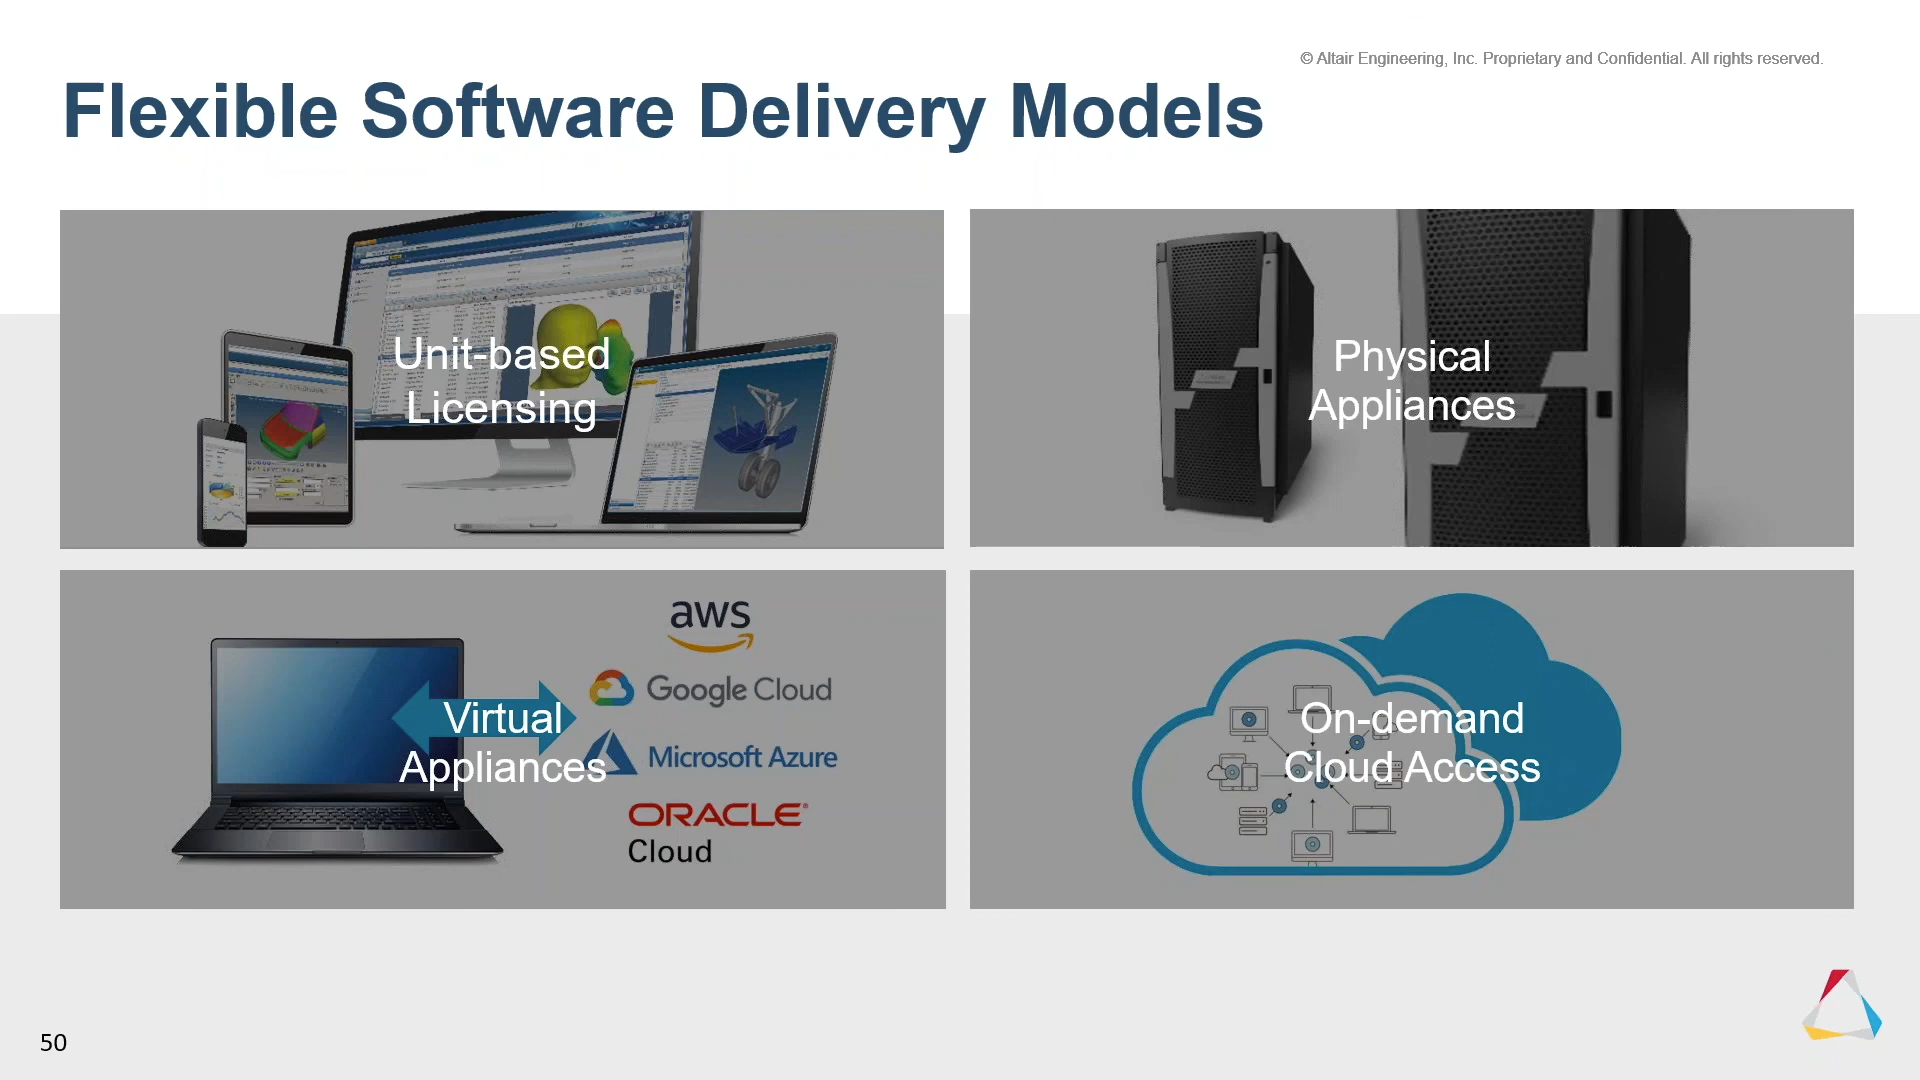 © Altair Engineering, Inc. Proprietary and Confidential. All rights reserved.
Flexible Software Delivery Models
Unit-based
Licensing
Physical
Appliances
aws
Google Cloud
Virtual
Appliances
Microsoft Azure
ORACLE
Cloud
On-demand
Cloud Access
50